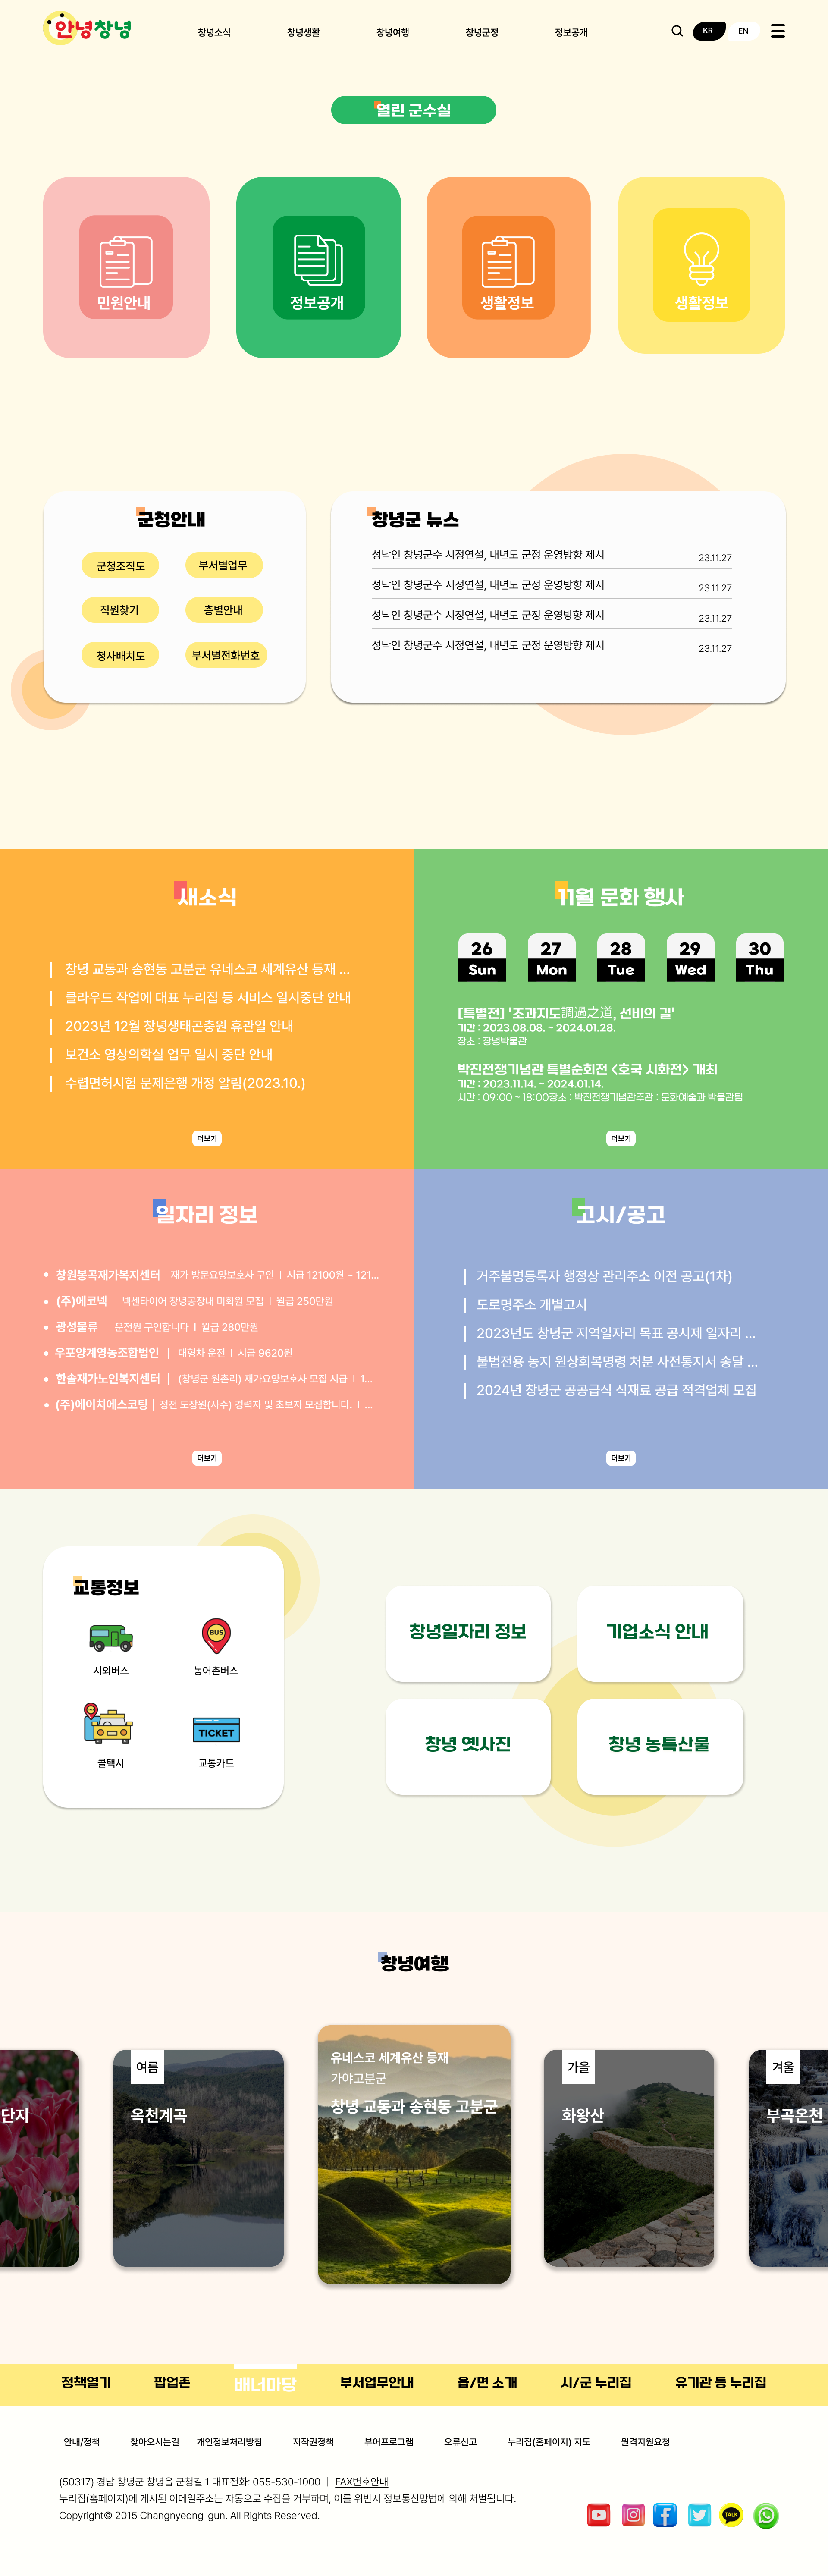 안녕창녕
창녕소식 창녕생활 창녕여행 창녕군정 정보공개 KR EN
열린 군수실
민원안내 정보공개 생활정보 생활정보
군청안내
군청조직도 부서별업무
직원찾기 층별안내
청사배치도 부서별전화번호
창녕군 뉴스
성낙인 창녕군수 시정연설, 내년도 군정 운영방향 제시 23.11.27
성낙인 창녕군수 시정연설, 내년도 군정 운영방향 제시 23.11.27
성낙인 창녕군수 시정연설, 내년도 군정 운영방향 제시 23.11.27
성낙인 창녕군수 시정연설, 내년도 군정 운영방향 제시 23.11.27
새소식
창녕 교동과 송현동 고분군 유네스코 세계유산 등재 ...
클라우드 작업에 대표 누리집 등 서비스 일시중단 안내
2023년 12월 창녕생태곤충원 휴관일 안내
보건소 영상의학실 업무 일시 중단 안내
수렵면허시험 문제은행 개정 알림(2023.10.)
더보기
11월 문화 행사
26 27 28 29 30
Sun Mon Tue Wed Thu
[특별전] '조과지도調過之道, 선비의 길'
기간 : 2023.08.08. ~ 2024.01.28.
장소 : 창녕박물관
박진전쟁기념관 특별순회전 <호국 시화전> 개최
기간 : 2023.11.14. ~ 2024.01.14.
시간 : 09:00 ~ 18:00장소 : 박진전쟁기념관주관 : 문화예술과 박물관팀
더보기
일자리 정보
창원봉곡재가복지센터 | 재가 방문요양보호사 구인 I 시급 12100원 ~ 121...
(주)에코넥 | 넥센타이어 창녕공장내 미화원 모집 I 월급 250만원
광성물류 | 운전원 구인합니다 I 월급 280만원
우포양계영농조합법인 | 대형차 운전 I 시급 9620원
한솔재가노인복지센터 | (창녕군 원촌리) 재가요양보호사 모집 시급 I 1...
(주)에이치에스코팅 | 정전 도장원(사수) 경력자 및 초보자 모집합니다. I ...
더보기
고시/공고
거주불명등록자 행정상 관리주소 이전 공고(1차)
도로명주소 개별고시
2023년도 창녕군 지역일자리 목표 공시제 일자리 ...
불법전용 농지 원상회복명령 처분 사전통지서 송달 ...
2024년 창녕군 공공급식 식재료 공급 적격업체 모집
더보기
교통정보
BUS
시외버스 농어촌버스
TICKET
콜택시 교통카드
창녕일자리 정보 기업소식 안내
창녕 옛사진 창녕 농특산물
창녕여행
단지
여름
옥천계곡
유네스코 세계유산 등재
가야고분군
창녕 교동과 송현동 고분군
가을
화왕산
겨울
부곡온천
정책열기 팝업존 배너마당 부서업무안내 읍/면 소개 시/군 누리집 유기관 등 누리집
안내/정책 찾아오시는길 개인정보처리방침 저작권정책 뷰어프로그램 오류신고 누리집(홈페이지) 지도 원격지원요청
(50317) 경남 창녕군 창녕읍 군청길 1 대표전화: 055-530-1000 | FAX번호안내
누리집(홈페이지)에 게시된 이메일주소는 자동으로 수집을 거부하며, 이를 위반시 정보통신망법에 의해 처벌됩니다.
Copyright© 2015 Changnyeong-gun. All Rights Reserved.
TALK